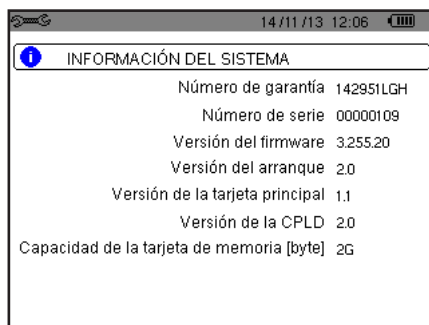 14/11/13 12:06
INFORMACIÓN DEL SISTEMA
Número de garantía 142951LGH
Número de serie 00000109
Versión del firmware 3.255.20
Versión del arranque 2.0
Versión de la tarjeta principal 1.1
Versión de la CPLD 2.0
Capacidad de la tarjeta de memoria [byte] 2G